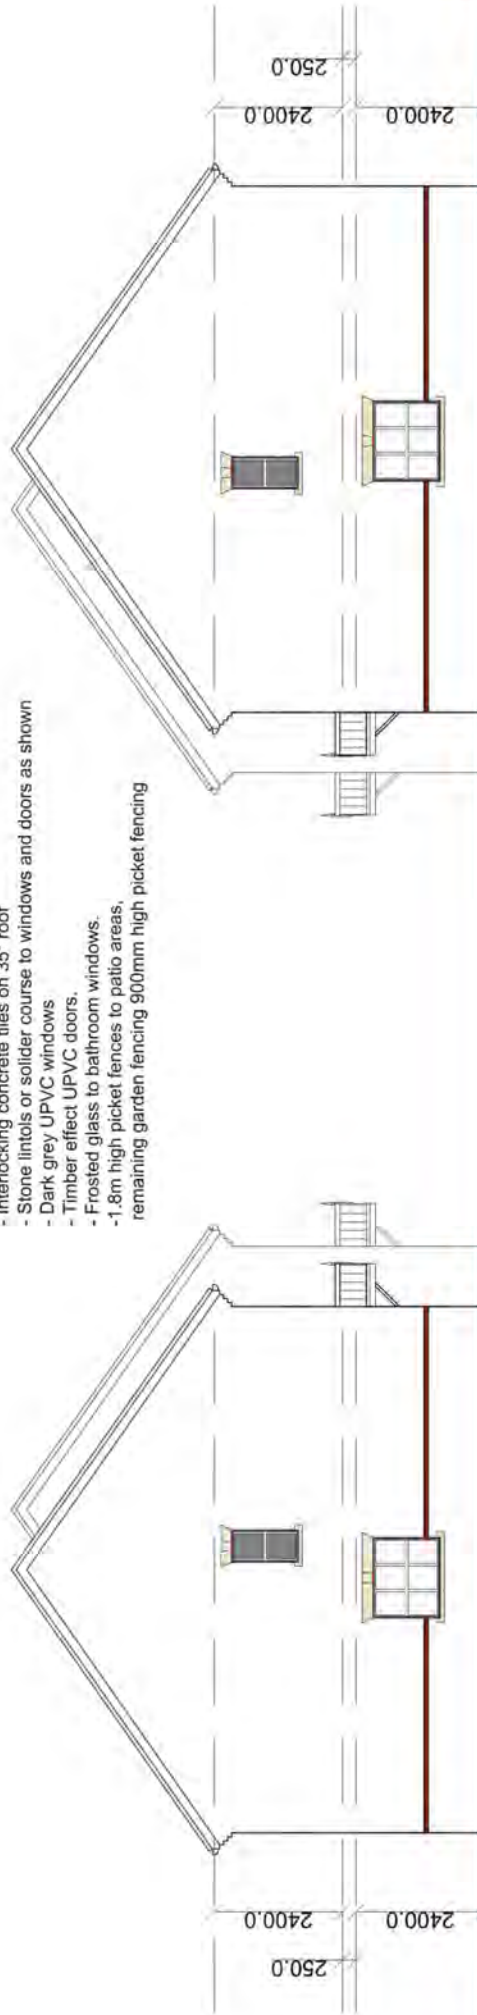 - Interlocking concrete tiles on 35° roof
- Stone lintols or solider course to windows and doors as shown
- Dark grey UPVC windows
- Timber effect UPVC doors.
- Frosted glass to bathroom windows.
-1.8m high picket fences to patio areas,
remaining garden fencing 900mm high picket fencing
2400.0
250.0
2400.0
2400.0
250.0
2400.0